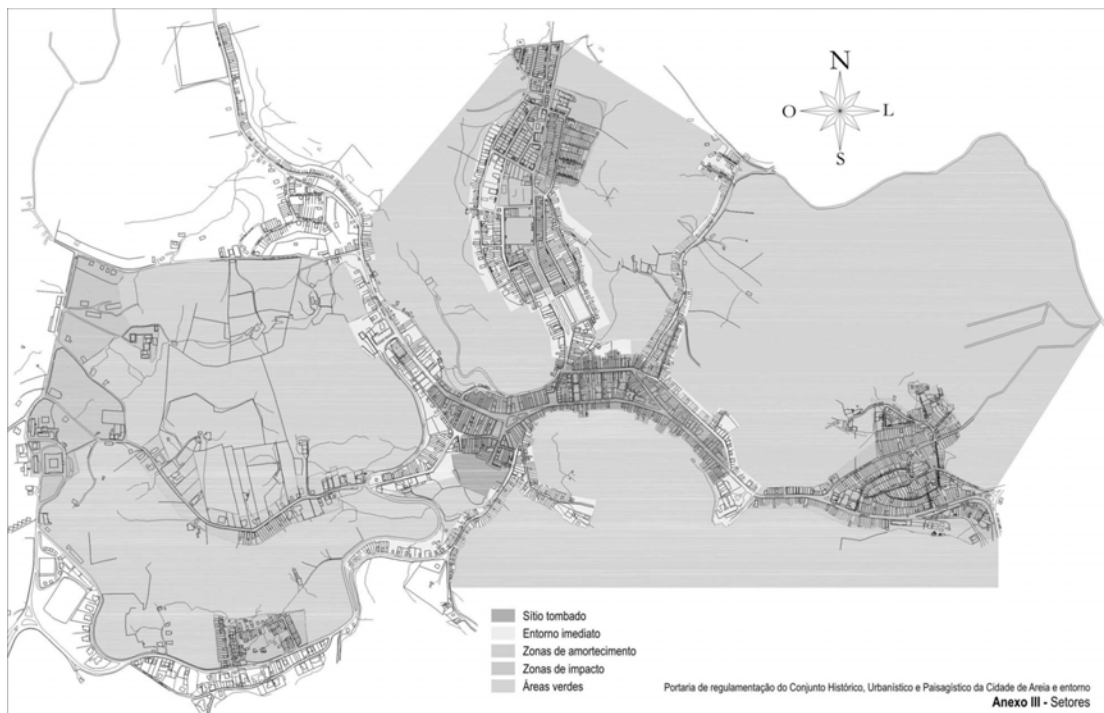 N
O L
S
Sítio tombado
Entorno imediato
Zonas de amortecimento
Zonas de impacto
Áreas verdes
Portaria de regulamentação do Conjunto Histórico, Urbanístico e Paisagístico da Cidade de Areia e entorno
Anexo III - Setores